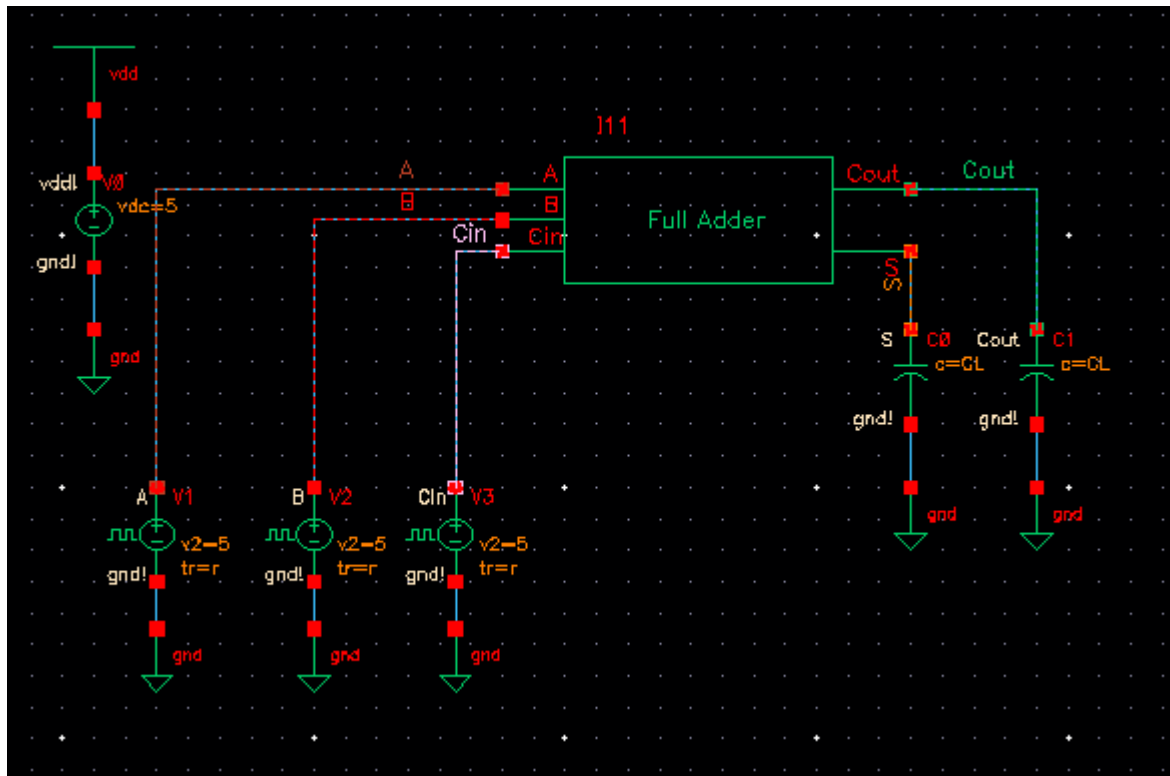 vdd
I11
vdd! V0
vdc=5
gnd!
gnd
A
B
Cin
A
B
Cin
Full Adder
Cout
Cout
S
S
S C0
c=CL
gnd!
gnd
Cout C1
c=CL
gnd!
gnd
A V1
v2=5
tr=r
gnd!
gnd
B V2
v2=5
tr=r
gnd!
gnd
Cin V3
v2=5
tr=r
gnd!
gnd